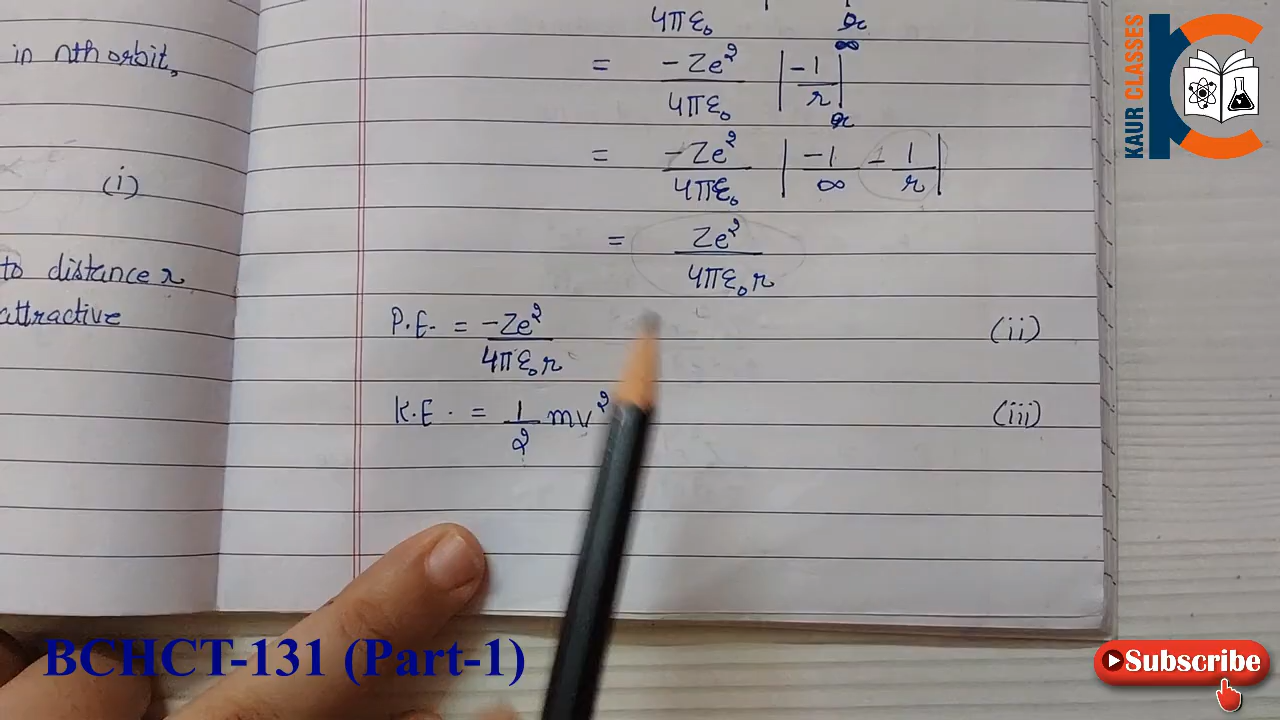 in nth orbit,
(i)
to distance r
attractive
4πε₀ r
∞
= -Ze²/4πε₀ |-1/r|
r
= -Ze²/4πε₀ |-1/∞ - -1/r|
= Ze²/4πε₀r
P.E. = -Ze²/4πε₀r (ii)
K.E. = 1/2 mv² (iii)
KAUR CLASSES
BCHCT-131 (Part-1)
Subscribe